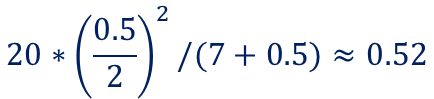 20 * (0.5/2)^2 /(7 + 0.5) ≈ 0.52